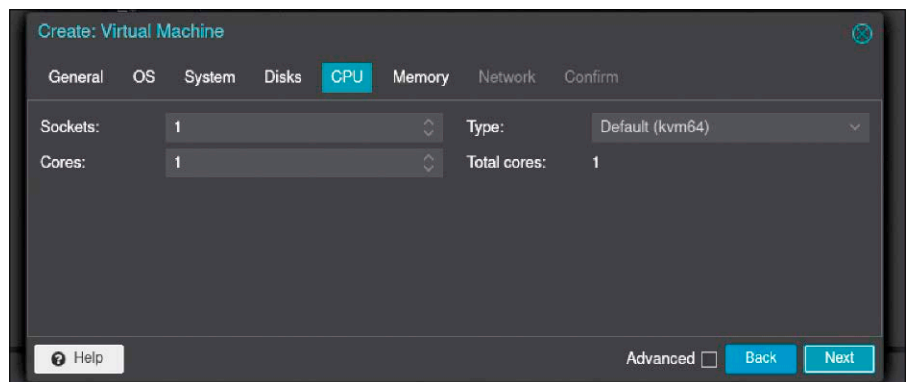 Create: Virtual Machine
General OS System Disks CPU Memory Network Confirm
Sockets: 1 Type: Default (kvm64)
Cores: 1 Total cores: 1
Help Advanced Back Next